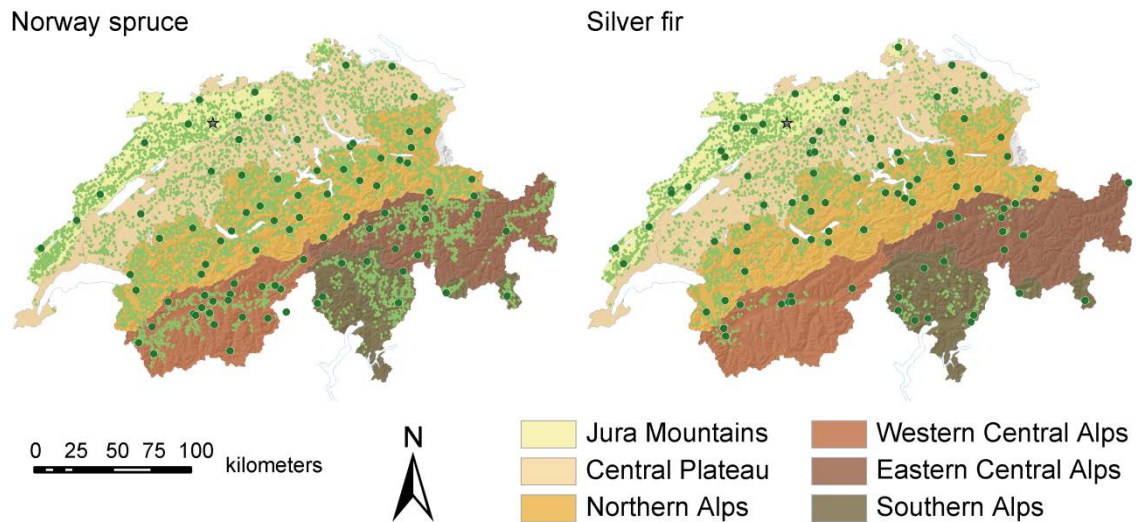 Norway spruce
Silver fir
0 25 50 75 100
kilometers
N
Jura Mountains
Central Plateau
Northern Alps
Western Central Alps
Eastern Central Alps
Southern Alps